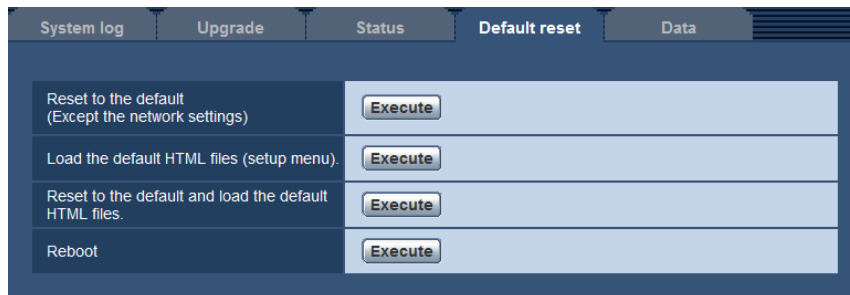 System log Upgrade Status Default reset Data
Reset to the default
(Except the network settings)
Execute
Load the default HTML files (setup menu).
Execute
Reset to the default and load the default
HTML files.
Execute
Reboot
Execute